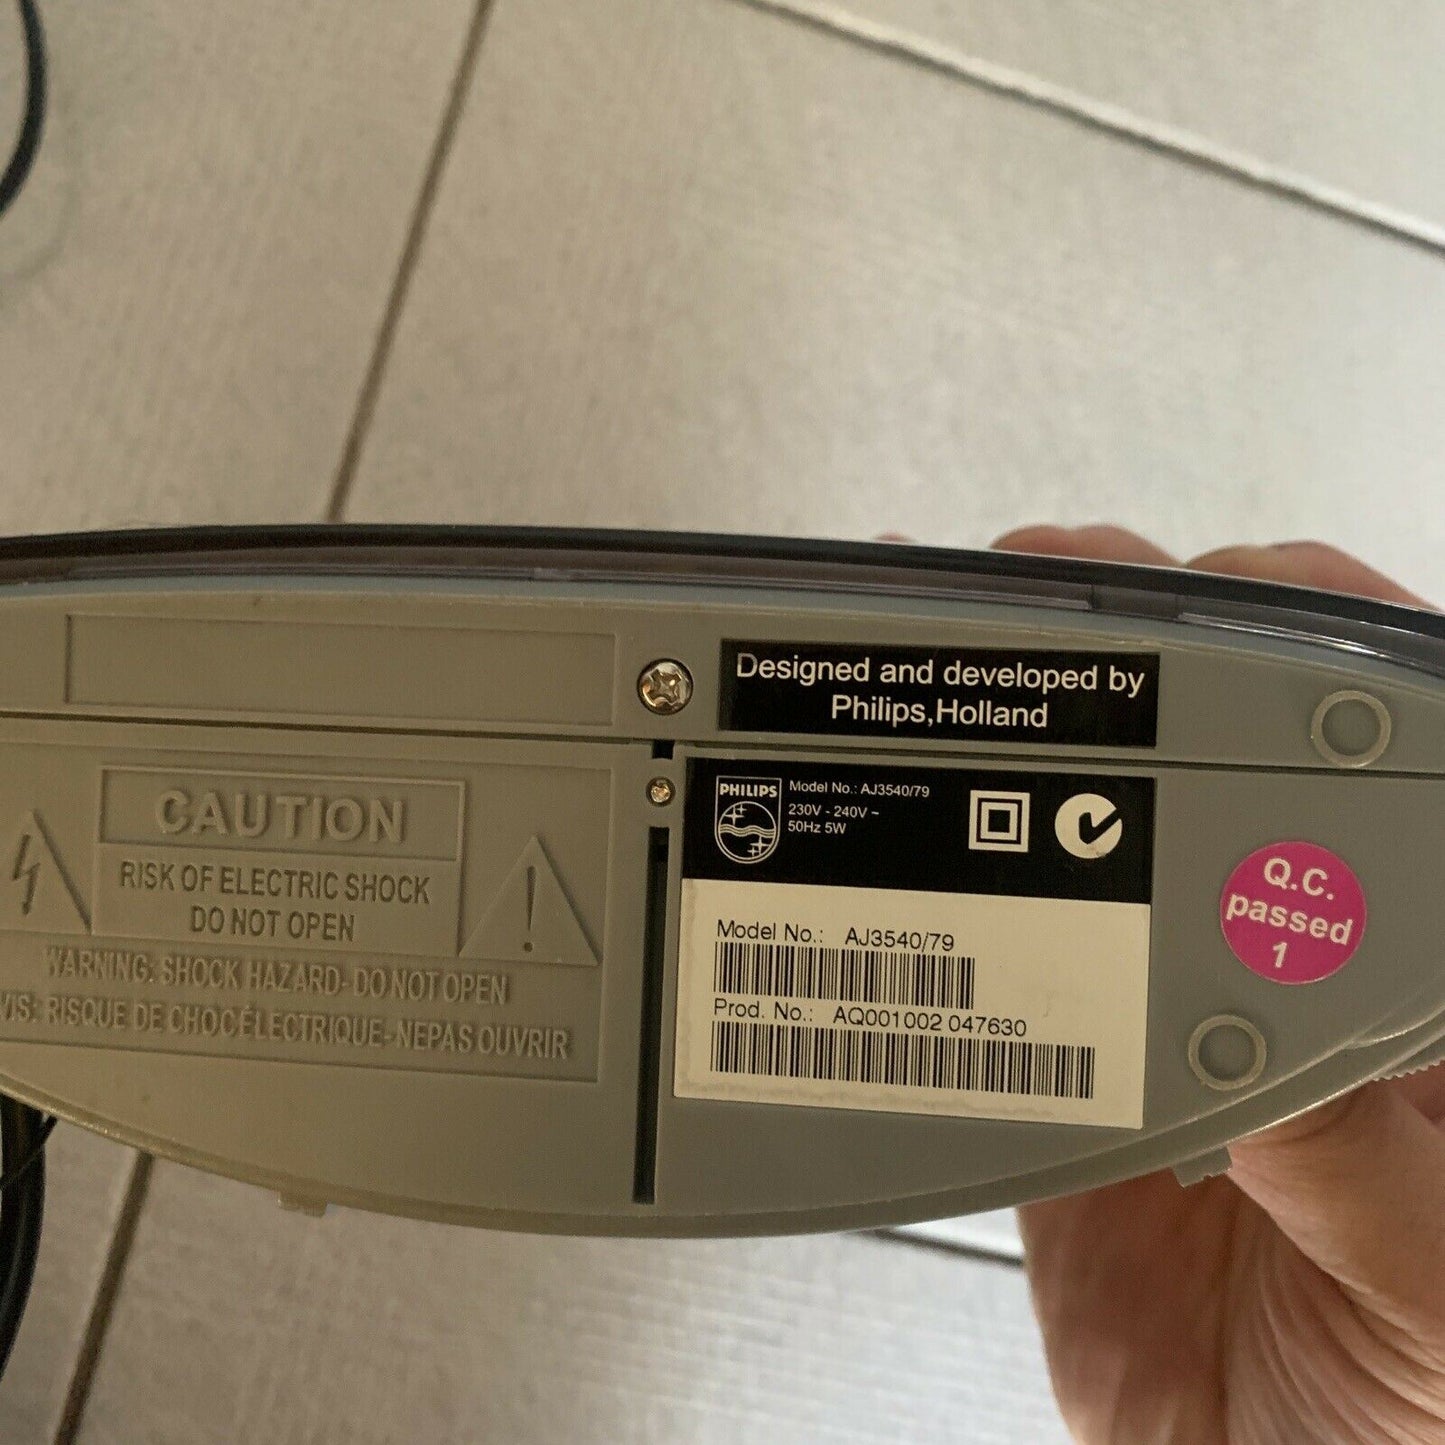 Designed and developed by
Philips,Holland
CAUTION
RISK OF ELECTRIC SHOCK
DO NOT OPEN
WARNING: SHOCK HAZARD-DO NOT OPEN
VIS: RISQUE DE CHOCÉLECTRIQUE-NEPAS OUVRIR
PHILIPS
Model No.: AJ3540/79
230V - 240V ~
50Hz 5W
Model No.: AJ3540/79
Prod. No.: AQ001002 047630
Q.C.
passed
1